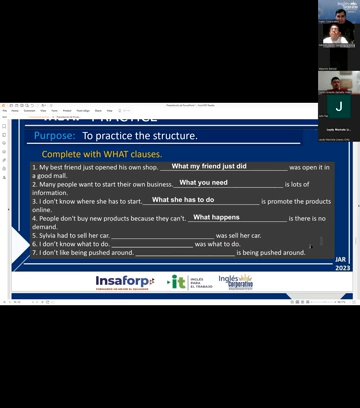 Purpose: To practice the structure.
Complete with WHAT clauses.
1. My best friend just opened his own shop. What my friend just did was open it in
a good mall.
2. Many people want to start their own business. What you need is lots of
information.
3. I don't know where she has to start. What she has to do is promote the products
online.
4. People don't buy new products because they can't. What happens is there is no
demand.
5. Sylvia had to sell her car. was sell her car.
6. I don't know what to do. was what to do.
7. I don't like being pushed around. is being pushed around.
JAR
2023
Insaforp
it
INGLÉS
PARA
EL TRABAJO
Inglés
Corporativo
J